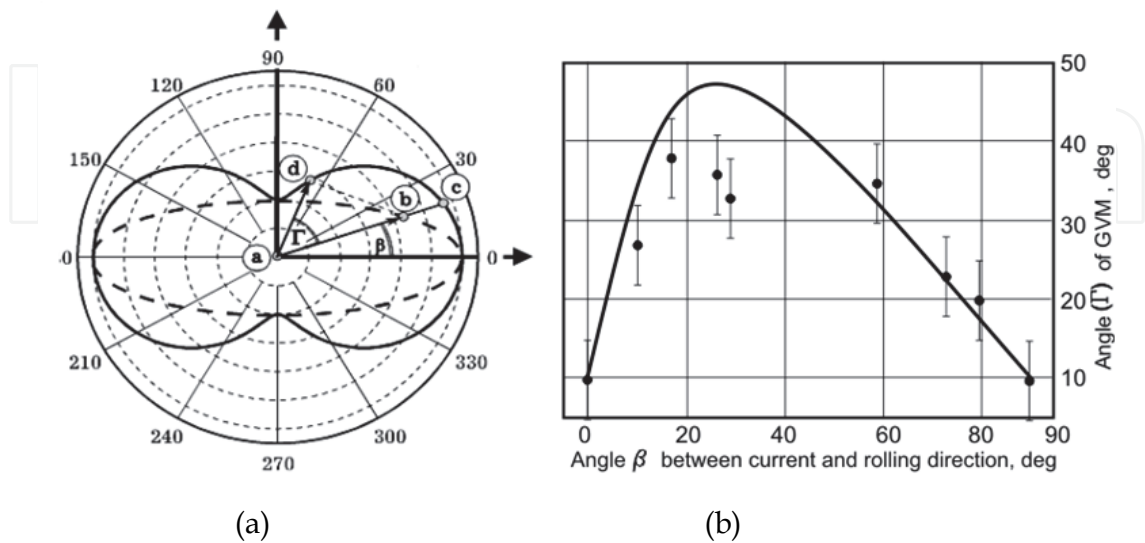 90
120
60
150
30
d
b
c
Γ
β
a
.0
0
210
330
240
300
270
(a)
50
40
30
20
10
Angle (Γ) of GVM , deg
0 20 40 60 80 90
Angle β between current and rolling direction, deg
(b)